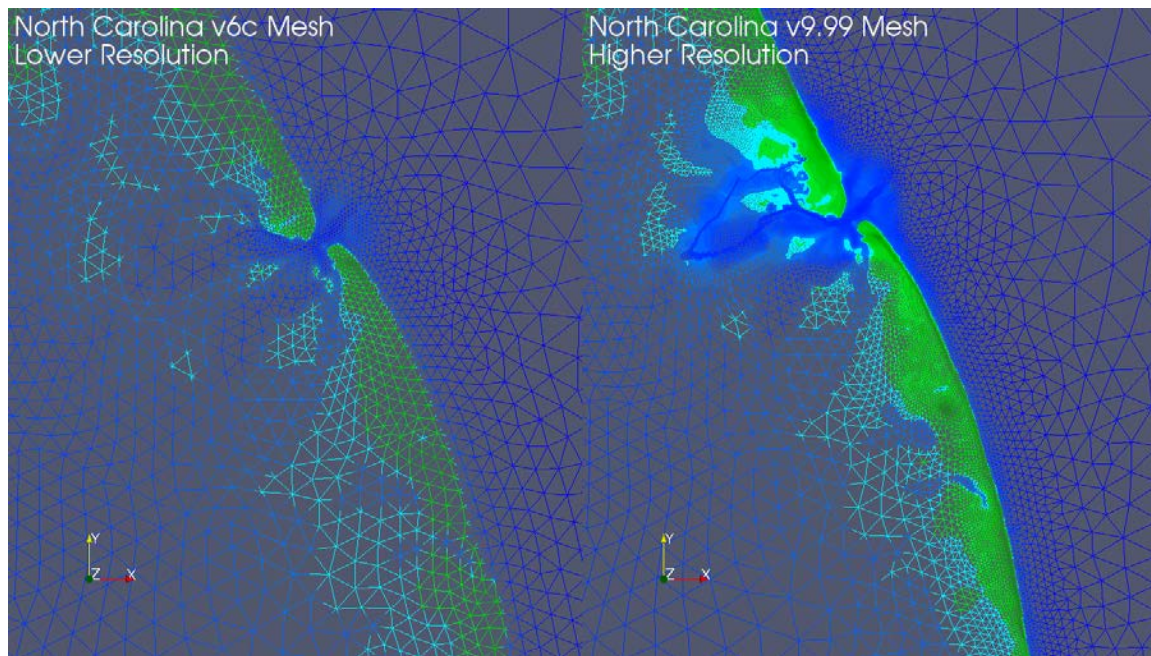 North Carolina v6c Mesh
Lower Resolution
North Carolina v9.99 Mesh
Higher Resolution
Y
Z X
Y
Z X